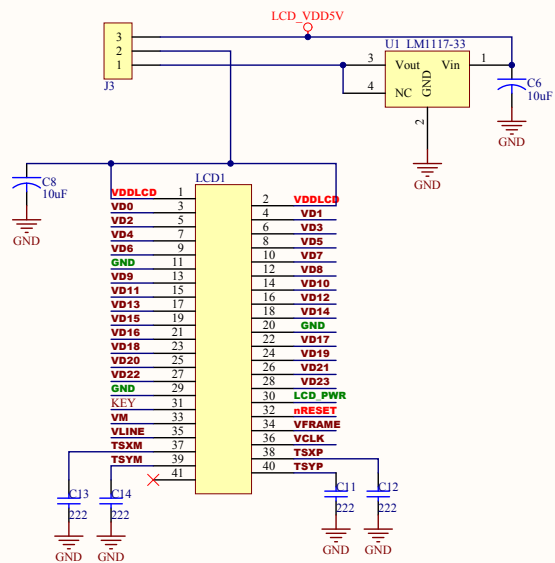 LCD_VDD5V
U1 LM1117-33
3
2
1
J3
3 Vout Vin 1
4 NC GND
2
C6
10uF
GND
GND
C8
10uF
GND
LCD1
VDDLCD 1
2 VDDLCD
VD0 3
4 VD1
VD2 5
6 VD3
VD4 7
8 VD5
VD6 9
10 VD7
GND 11
12 VD8
VD9 13
14 VD10
VD11 15
16 VD12
VD13 17
18 VD14
VD15 19
20 GND
VD16 21
22 VD17
VD18 23
24 VD19
VD20 25
26 VD21
VD22 27
28 VD23
GND 29
30 LCD_PWR
KEY 31
32 nRESET
VM 33
34 VFRAME
VLINE 35
36 VCLK
TSXM 37
38 TSXP
TSYM 39
40 TSYP
41
C13
222
C14
222
C11
222
C12
222
GND
GND
GND
GND